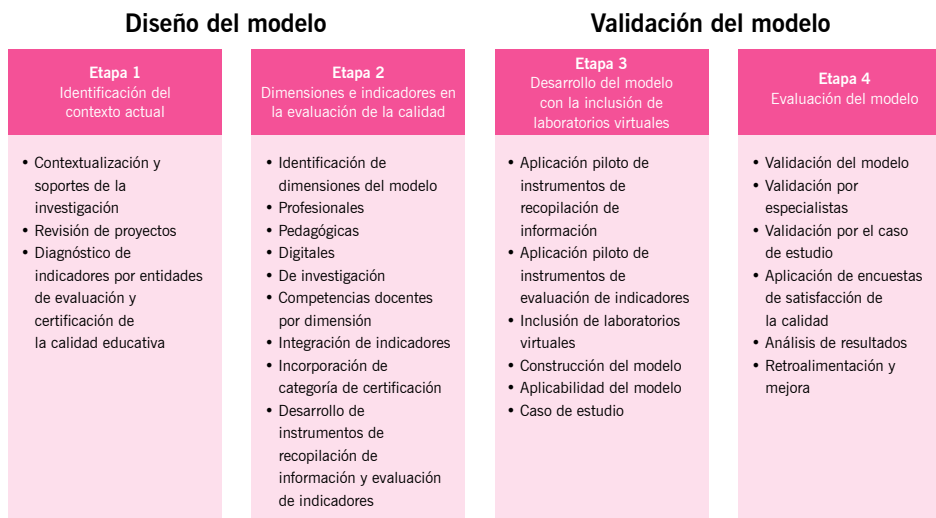 Diseño del modelo
Validación del modelo
Etapa 1
Identificación del
contexto actual
• Contextualización y
soportes de la
investigación
• Revisión de proyectos
• Diagnóstico de
indicadores por entidades
de evaluación y
certificación de
la calidad educativa
Etapa 2
Dimensiones e indicadores en
la evaluación de la calidad
• Identificación de
dimensiones del modelo
• Profesionales
• Pedagógicas
• Digitales
• De investigación
• Competencias docentes
por dimensión
• Integración de indicadores
• Incorporación de
categoría de certificación
• Desarrollo de
instrumentos de
recopilación de
información y evaluación
de indicadores
Etapa 3
Desarrollo del modelo
con la inclusión de
laboratorios virtuales
• Aplicación piloto de
instrumentos de
recopilación de
información
• Aplicación piloto de
instrumentos de
evaluación de indicadores
• Inclusión de laboratorios
virtuales
• Construcción del modelo
• Aplicabilidad del modelo
• Caso de estudio
Etapa 4
Evaluación del modelo
• Validación del modelo
• Validación por
especialistas
• Validación por el caso
de estudio
• Aplicación de encuestas
de satisfacción de
la calidad
• Análisis de resultados
• Retroalimentación y
mejora